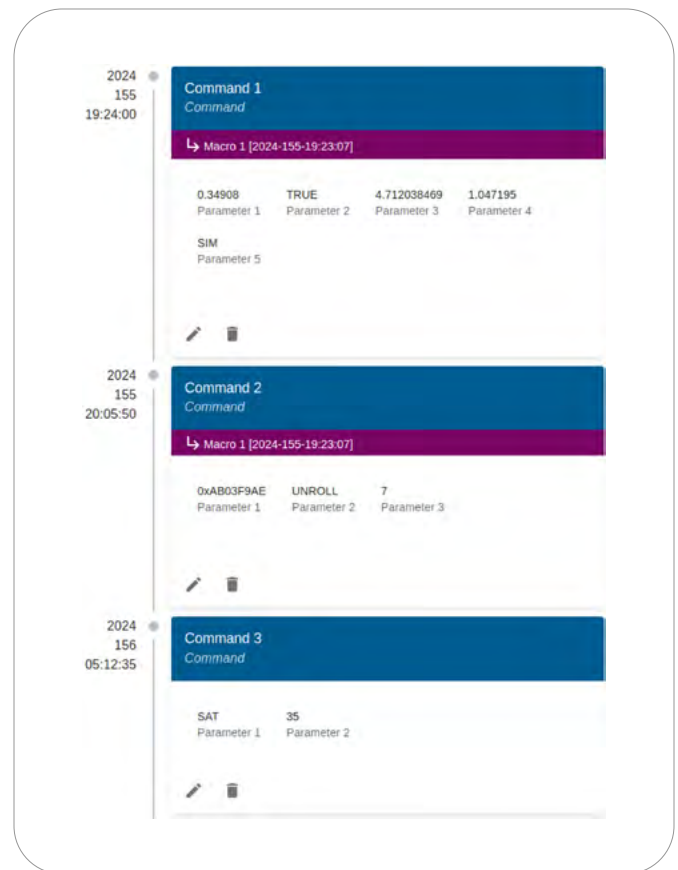 2024
155
19:24:00
Command 1
Command
Macro 1 [2024-155-19:23:07]
0.34908 TRUE 4.712038469 1.047195
Parameter 1 Parameter 2 Parameter 3 Parameter 4
SIM
Parameter 5
2024
155
20:05:50
Command 2
Command
Macro 1 [2024-155-19:23:07]
0xAB03F9AE UNROLL 7
Parameter 1 Parameter 2 Parameter 3
2024
156
05:12:35
Command 3
Command
SAT 35
Parameter 1 Parameter 2